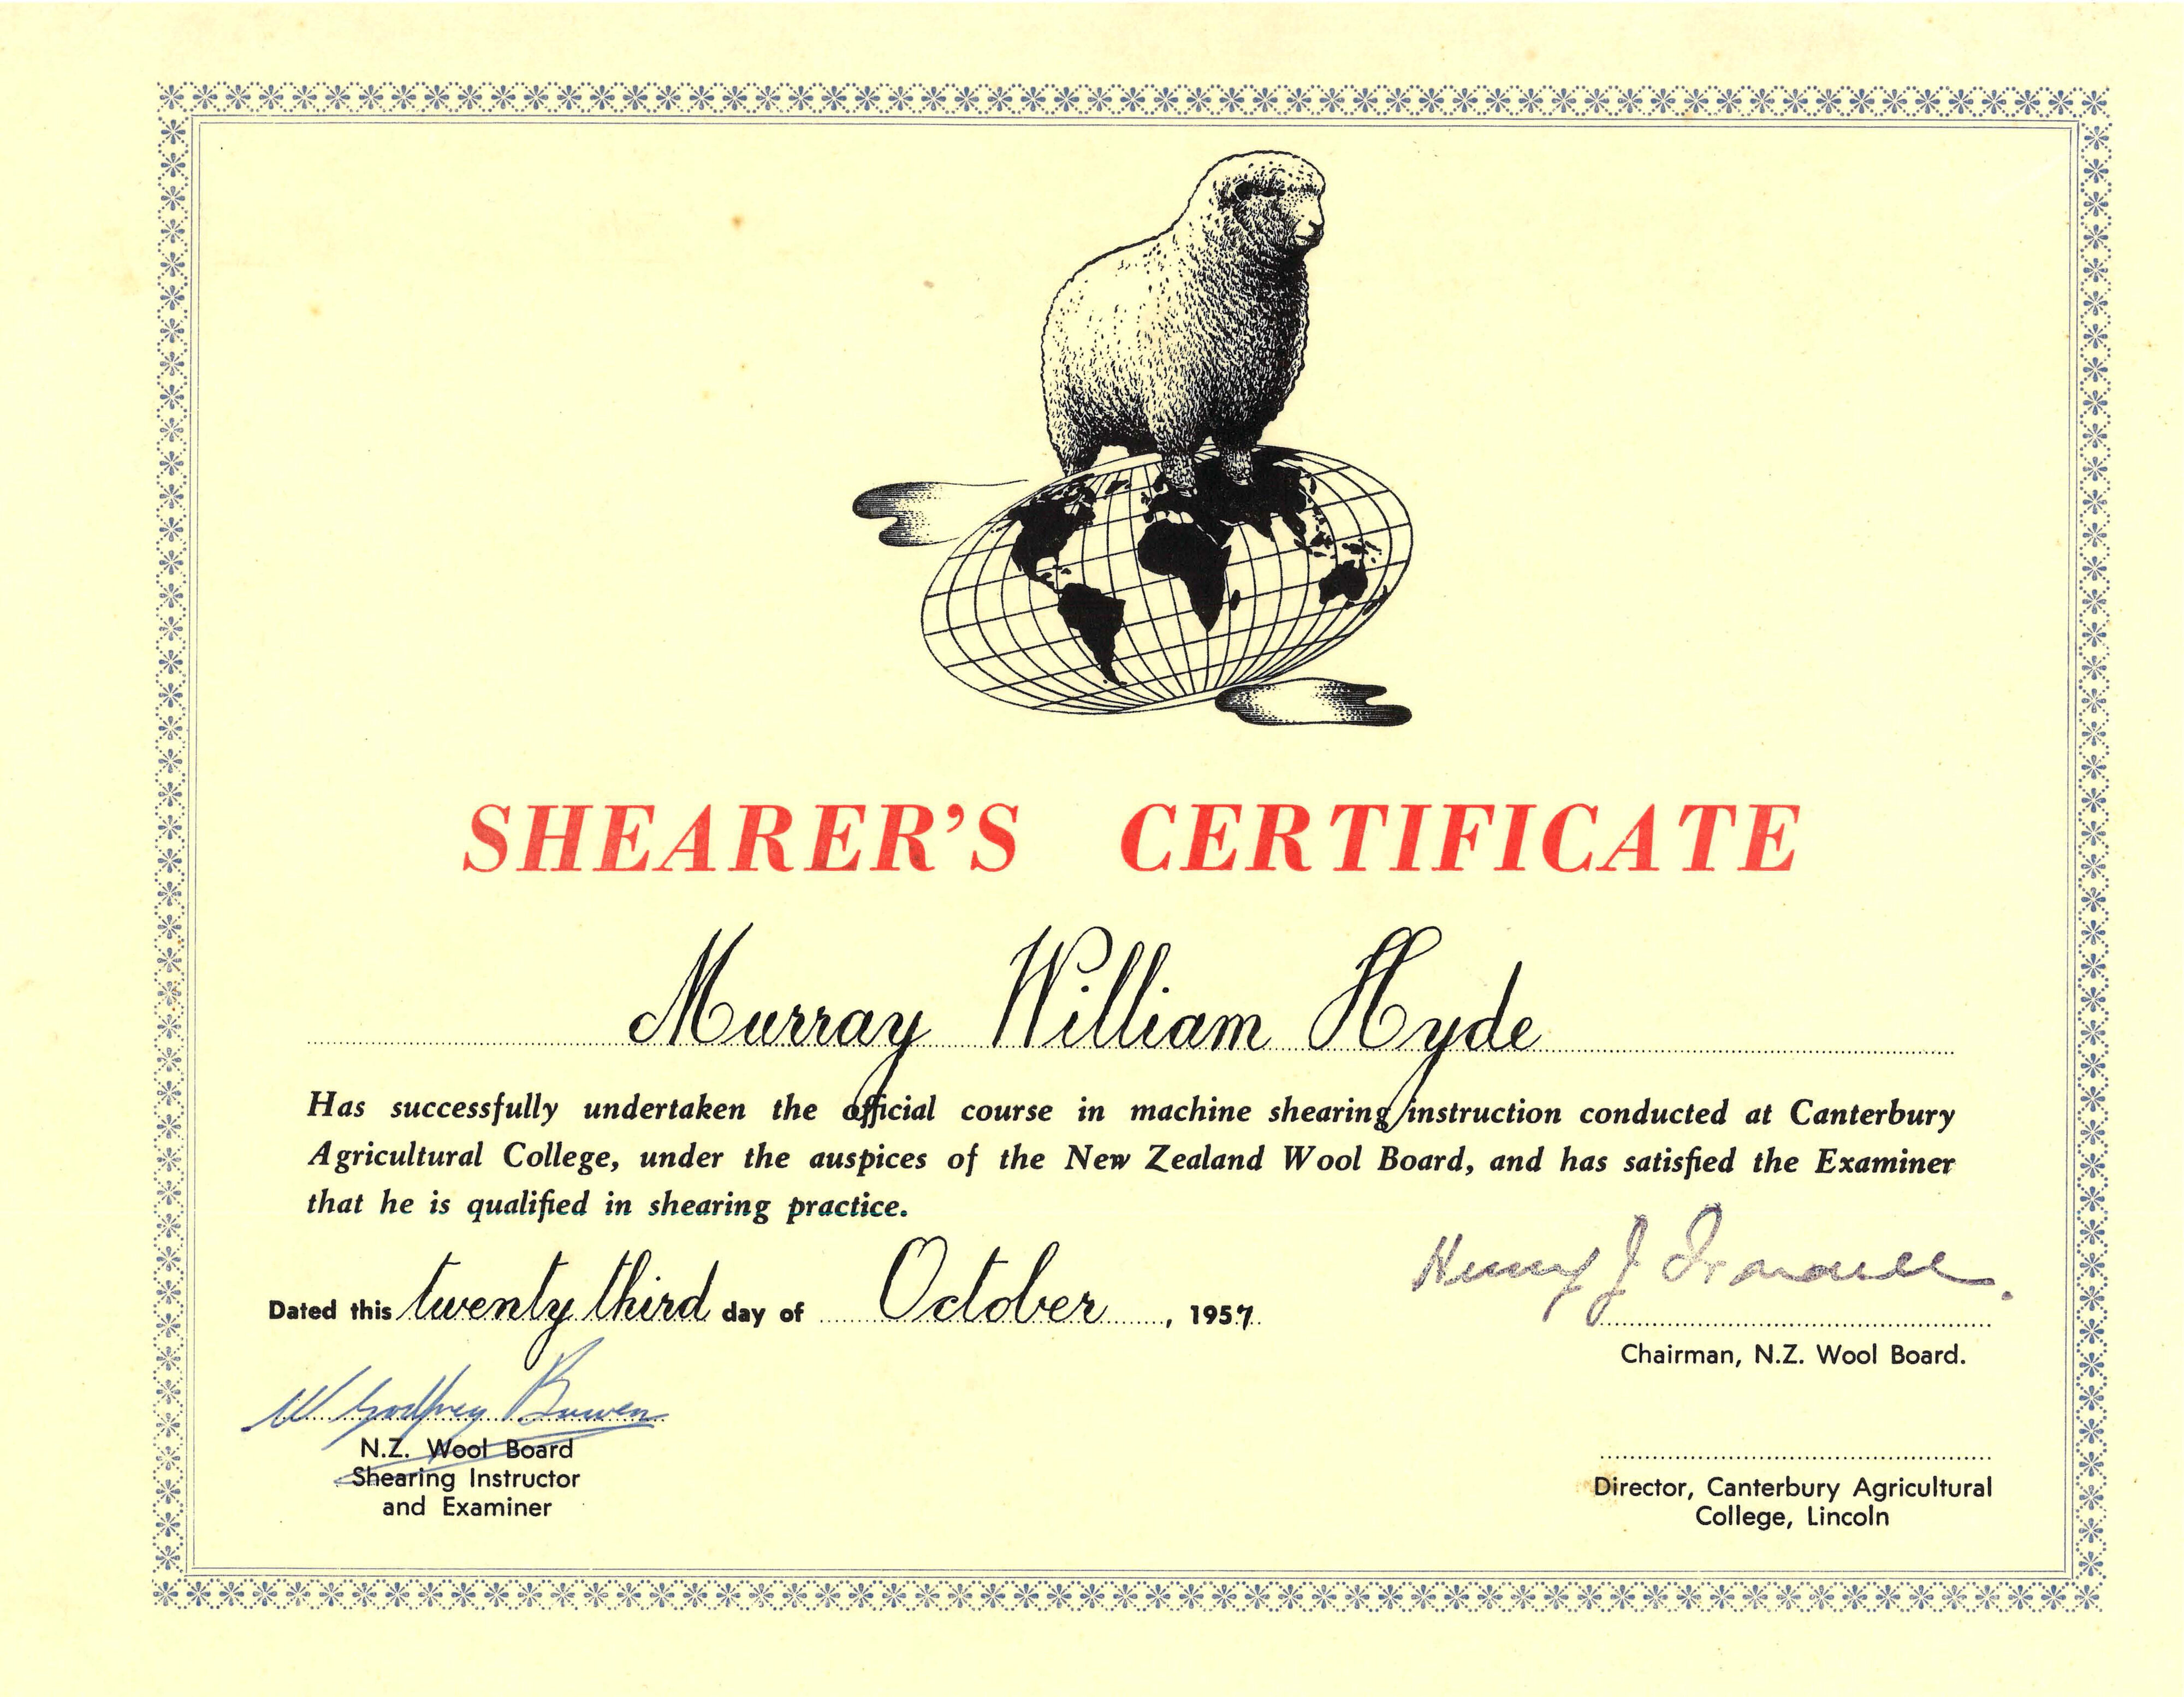 SHEARER'S CERTIFICATE
Murray William Hyde
Has successfully undertaken the official course in machine shearing instruction conducted at Canterbury
Agricultural College, under the auspices of the New Zealand Wool Board, and has satisfied the Examiner
that he is qualified in shearing practice.
Dated this twenty third day of October, 1957.
Henry J
Chairman, N.Z. Wool Board.
W Godfrey Bowen
N.Z. Wool Board
Shearing Instructor
and Examiner
Director, Canterbury Agricultural
College, Lincoln